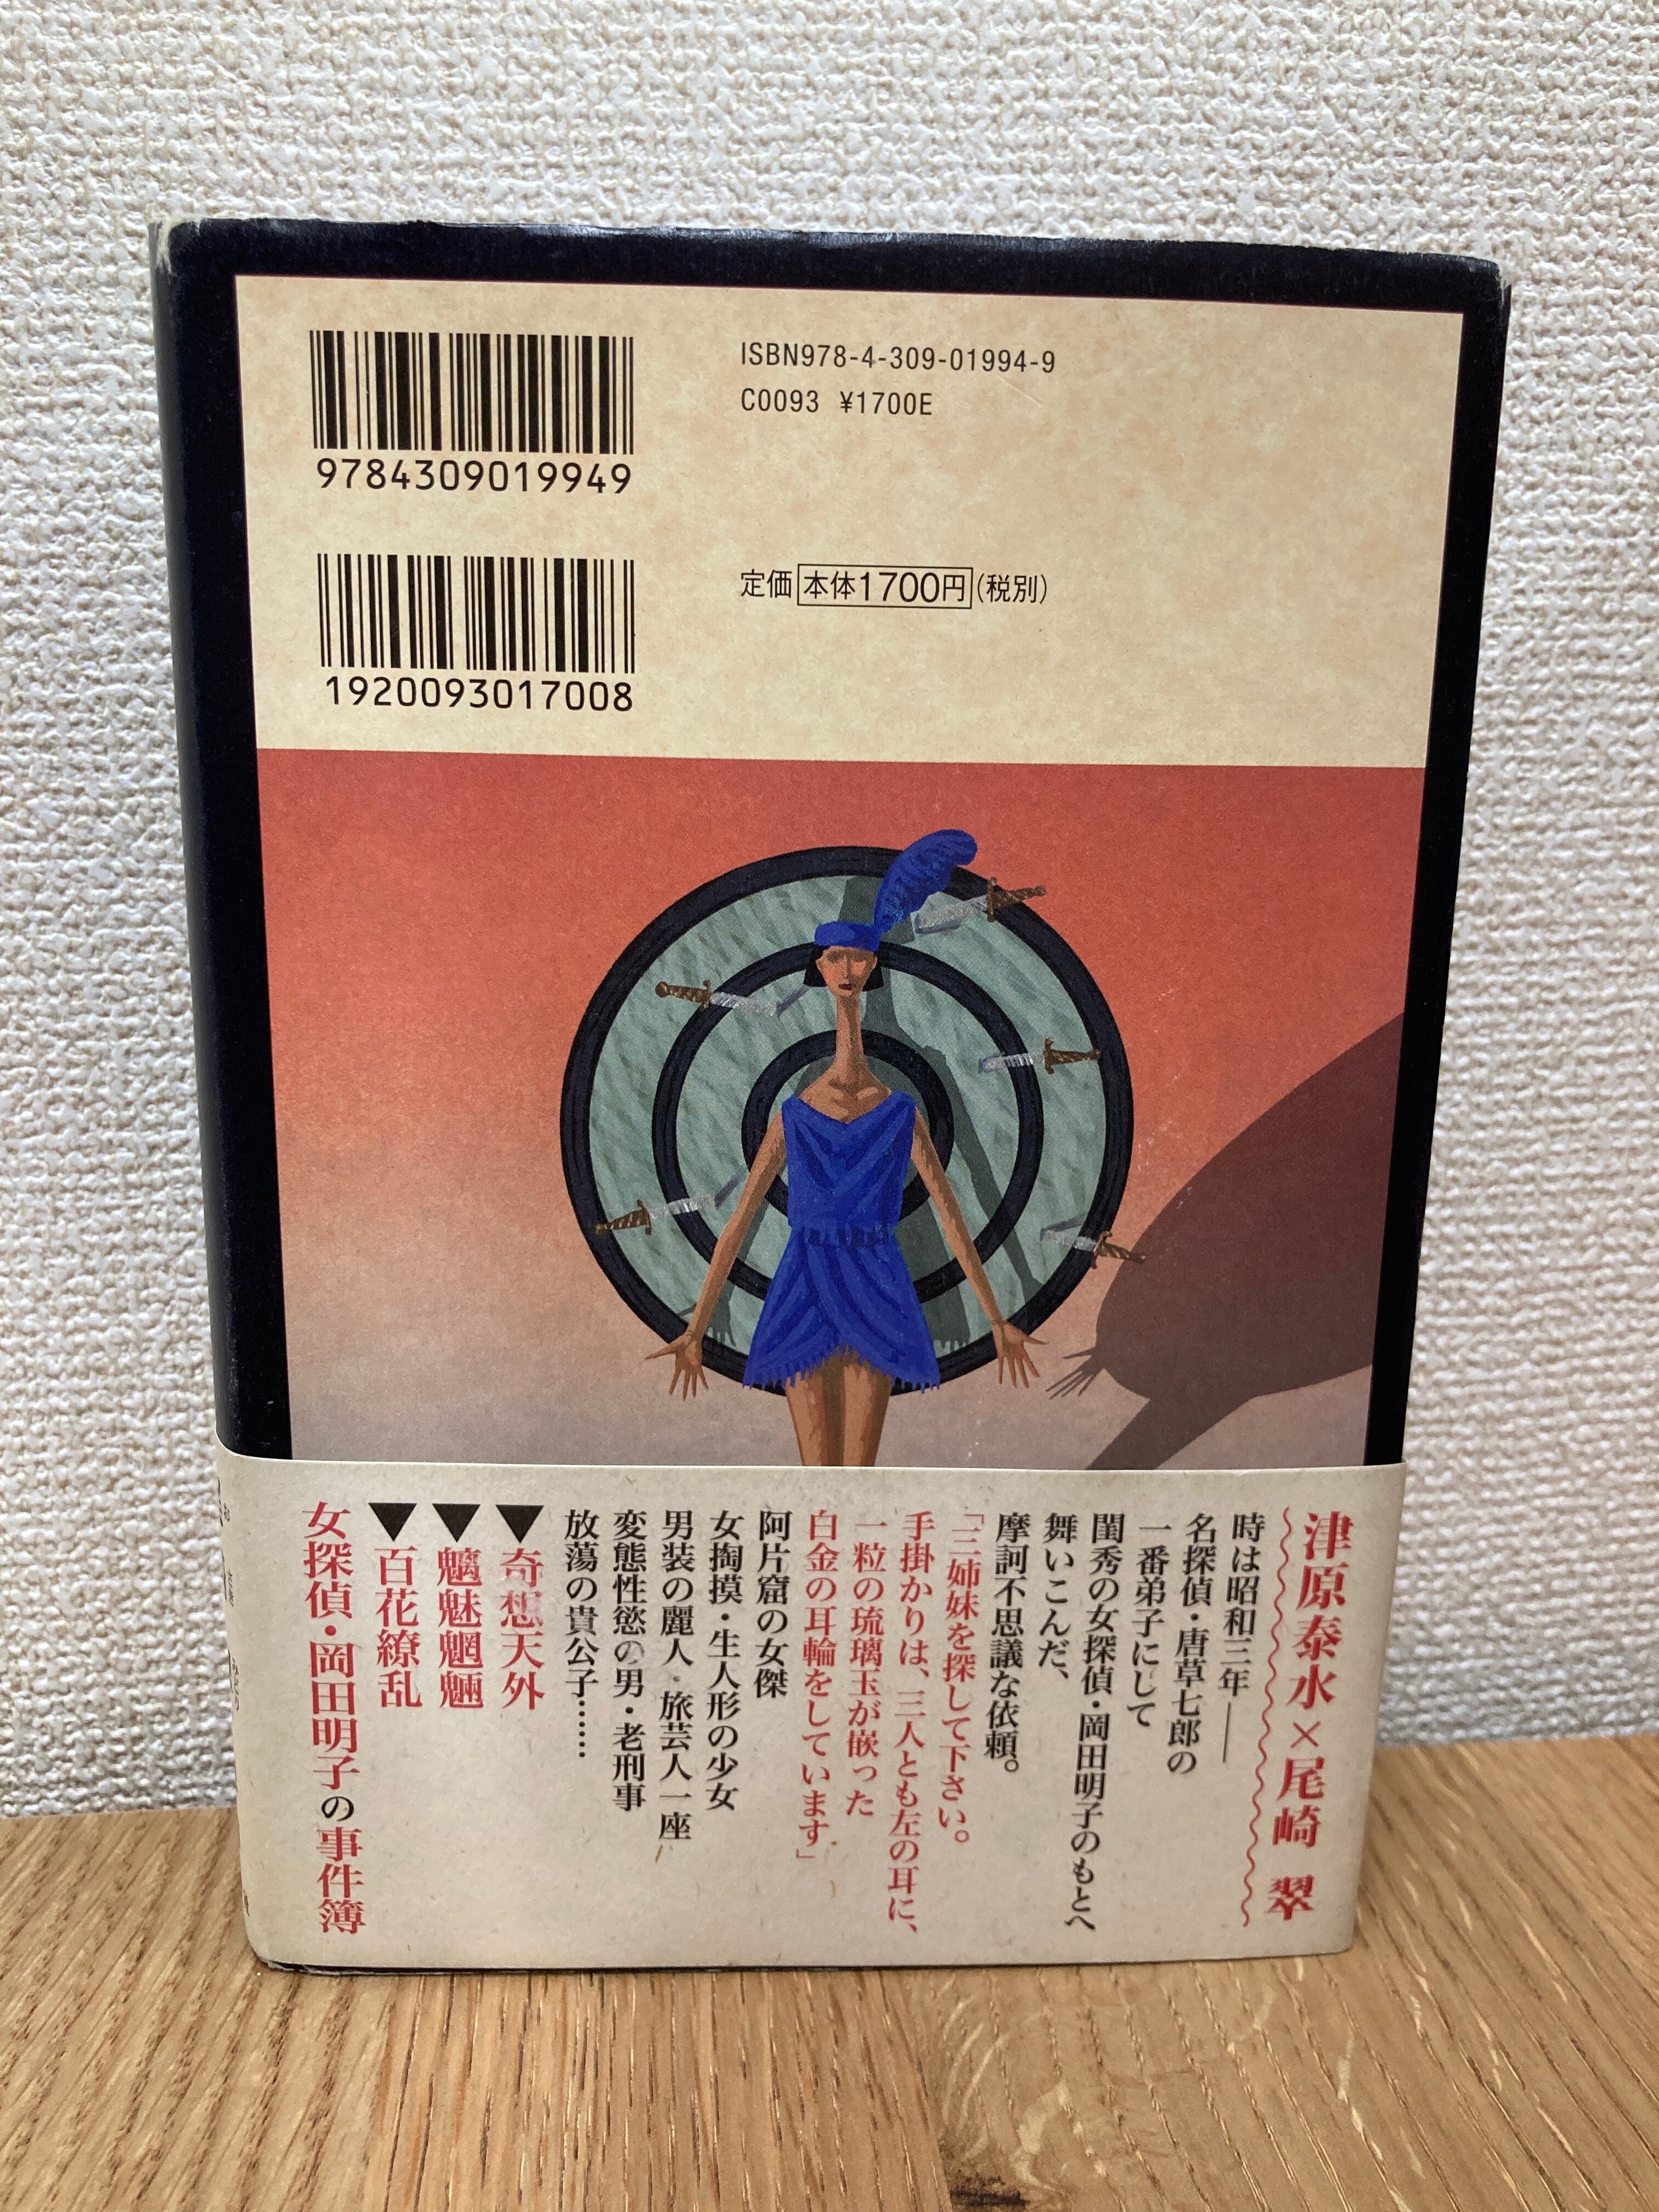 ISBN978-4-309-01994-9
C0093 ¥1700E
9784309019949
定価 本体1700円 (税別)
1920093017008
津原泰水×尾崎 翠
時は昭和三年――
名探偵・唐草七郎の
一番弟子にして
閨秀の女探偵・岡田明子のもとへ
舞いこんだ、
摩訶不思議な依頼。
「三姉妹を探して下さい。
手掛かりは、三人とも左の耳に、
一粒の琉璃玉が嵌った
白金の耳輪をしています」
阿片窟の女傑
女掏摸・生人形の少女
男装の麗人・旅芸人一座
変態性慾の男・老刑事
放蕩の貴公子……
▼奇想天外
▼魑魅魍魎
▼百花繚乱
女探偵・岡田明子の事件簿